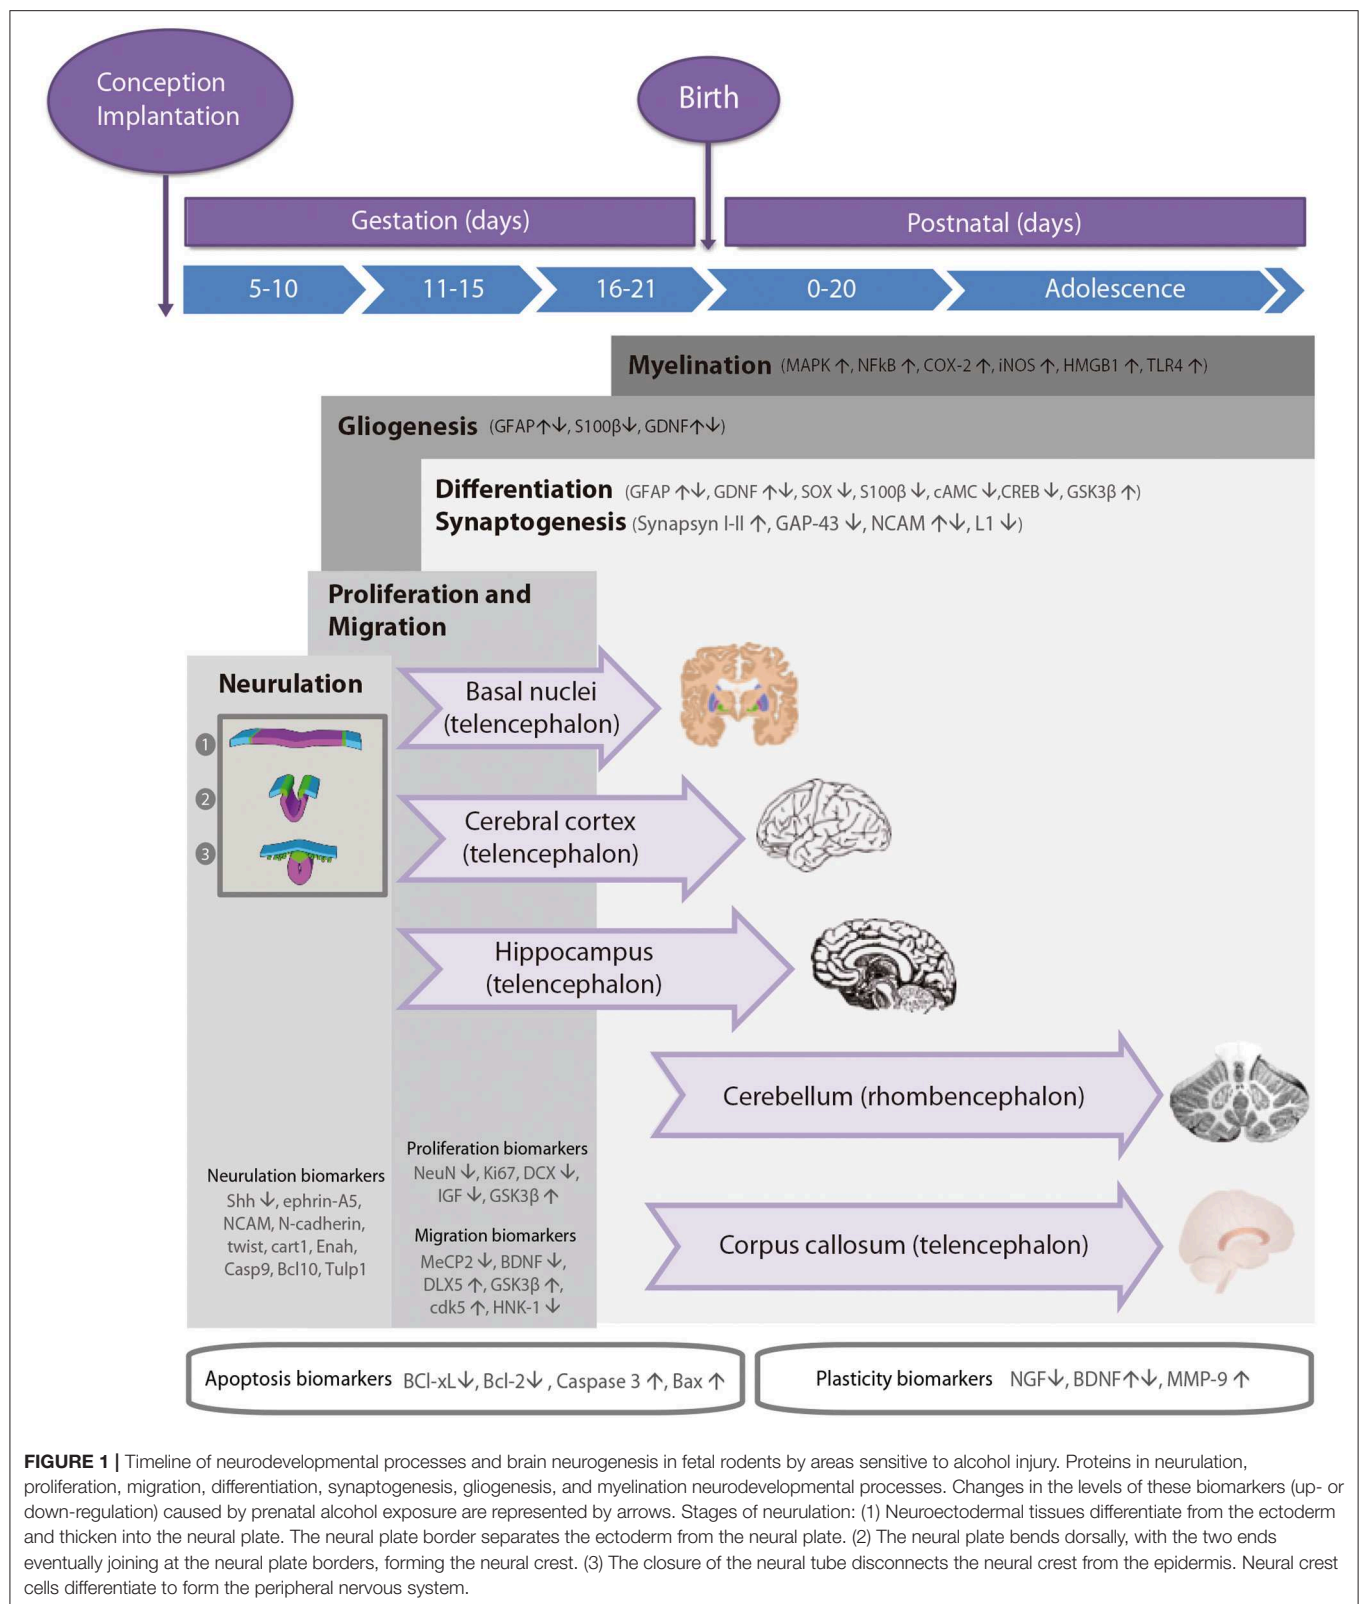 Conception
Implantation
Birth
Gestation (days)
Postnatal (days)
5-10
11-15
16-21
0-20
Adolescence
Myelination (MAPK ↑, NFkB ↑, COX-2 ↑, iNOS ↑, HMGB1 ↑, TLR4 ↑)
Gliogenesis (GFAP↑↓, S100β↓, GDNF↑↓)
Differentiation (GFAP ↑↓, GDNF ↑↓, SOX ↓, S100β ↓, cAMC ↓,CREB ↓, GSK3β ↑)
Synaptogenesis (Synapsyn I-II ↑, GAP-43 ↓, NCAM ↑↓, L1 ↓)
Proliferation and
Migration
Neurulation
1
2
3
Basal nuclei
(telencephalon)
Cerebral cortex
(telencephalon)
Hippocampus
(telencephalon)
Cerebellum (rhombencephalon)
Corpus callosum (telencephalon)
Neurulation biomarkers
Shh ↓, ephrin-A5,
NCAM, N-cadherin,
twist, cart1, Enah,
Casp9, Bcl10, Tulp1
Proliferation biomarkers
NeuN ↓, Ki67, DCX ↓,
IGF ↓, GSK3β ↑
Migration biomarkers
MeCP2 ↓, BDNF ↓,
DLX5 ↑, GSK3β ↑,
cdk5 ↑, HNK-1 ↓
Apoptosis biomarkers BCl-xL↓, Bcl-2↓ , Caspase 3 ↑, Bax ↑
Plasticity biomarkers NGF↓, BDNF↑↓, MMP-9 ↑
FIGURE 1 | Timeline of neurodevelopmental processes and brain neurogenesis in fetal rodents by areas sensitive to alcohol injury. Proteins in neurulation,
proliferation, migration, differentiation, synaptogenesis, gliogenesis, and myelination neurodevelopmental processes. Changes in the levels of these biomarkers (up- or
down-regulation) caused by prenatal alcohol exposure are represented by arrows. Stages of neurulation: (1) Neuroectodermal tissues differentiate from the ectoderm
and thicken into the neural plate. The neural plate border separates the ectoderm from the neural plate. (2) The neural plate bends dorsally, with the two ends
eventually joining at the neural plate borders, forming the neural crest. (3) The closure of the neural tube disconnects the neural crest from the epidermis. Neural crest
cells differentiate to form the peripheral nervous system.